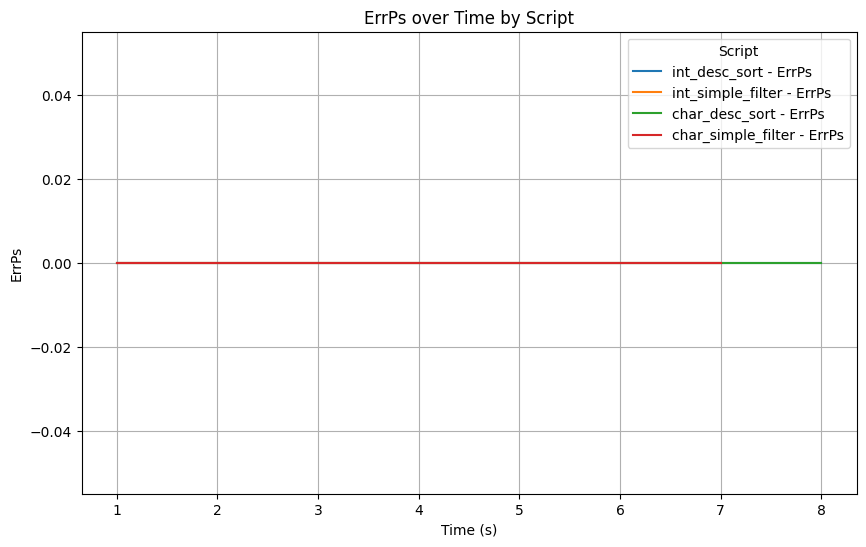 ErrPs over Time by Script
Script
int_desc_sort - ErrPs
int_simple_filter - ErrPs
char_desc_sort - ErrPs
char_simple_filter - ErrPs
ErrPs
0.04
0.02
0.00
−0.02
−0.04
1 2 3 4 5 6 7 8
Time (s)